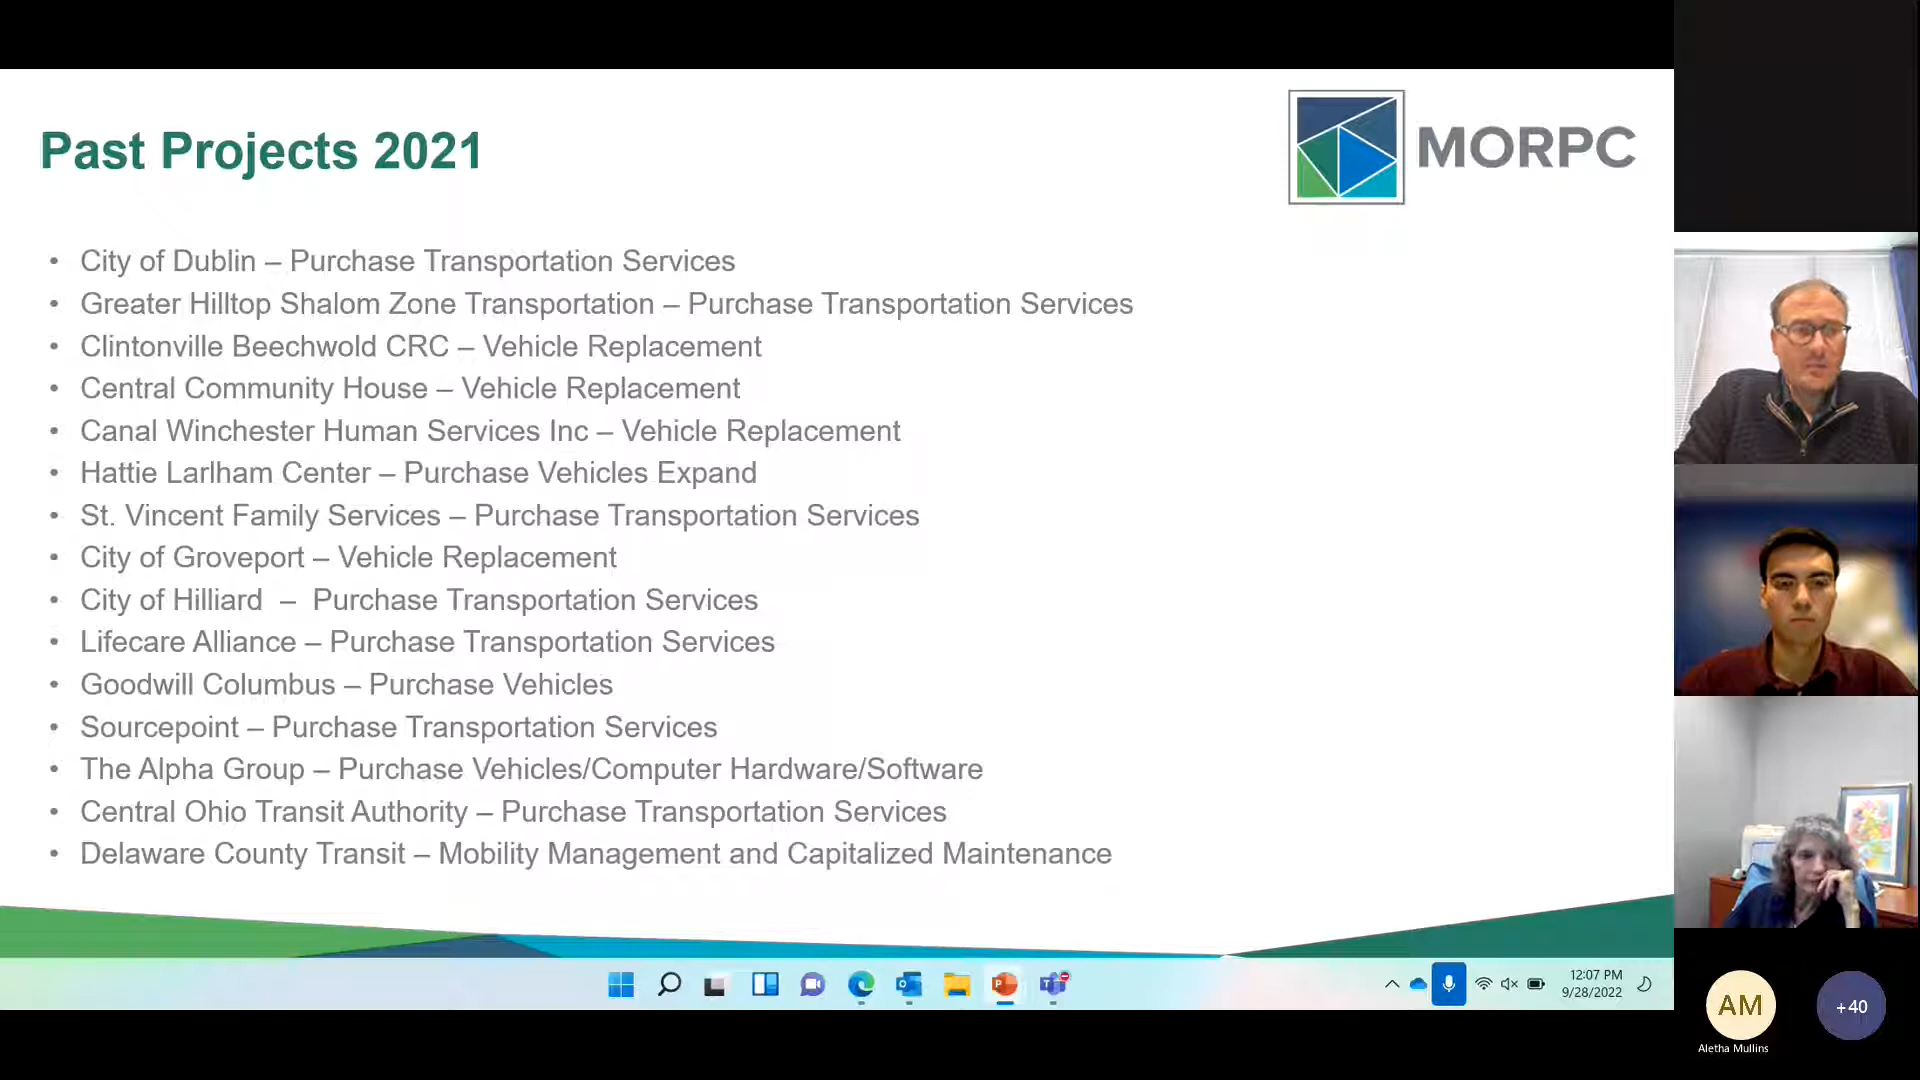 Past Projects 2021
MORPC
• City of Dublin – Purchase Transportation Services
• Greater Hilltop Shalom Zone Transportation – Purchase Transportation Services
• Clintonville Beechwold CRC – Vehicle Replacement
• Central Community House – Vehicle Replacement
• Canal Winchester Human Services Inc – Vehicle Replacement
• Hattie Larlham Center – Purchase Vehicles Expand
• St. Vincent Family Services – Purchase Transportation Services
• City of Groveport – Vehicle Replacement
• City of Hilliard – Purchase Transportation Services
• Lifecare Alliance – Purchase Transportation Services
• Goodwill Columbus – Purchase Vehicles
• Sourcepoint – Purchase Transportation Services
• The Alpha Group – Purchase Vehicles/Computer Hardware/Software
• Central Ohio Transit Authority – Purchase Transportation Services
• Delaware County Transit – Mobility Management and Capitalized Maintenance
12:07 PM
9/28/2022
AM
+40
Aletha Mullins